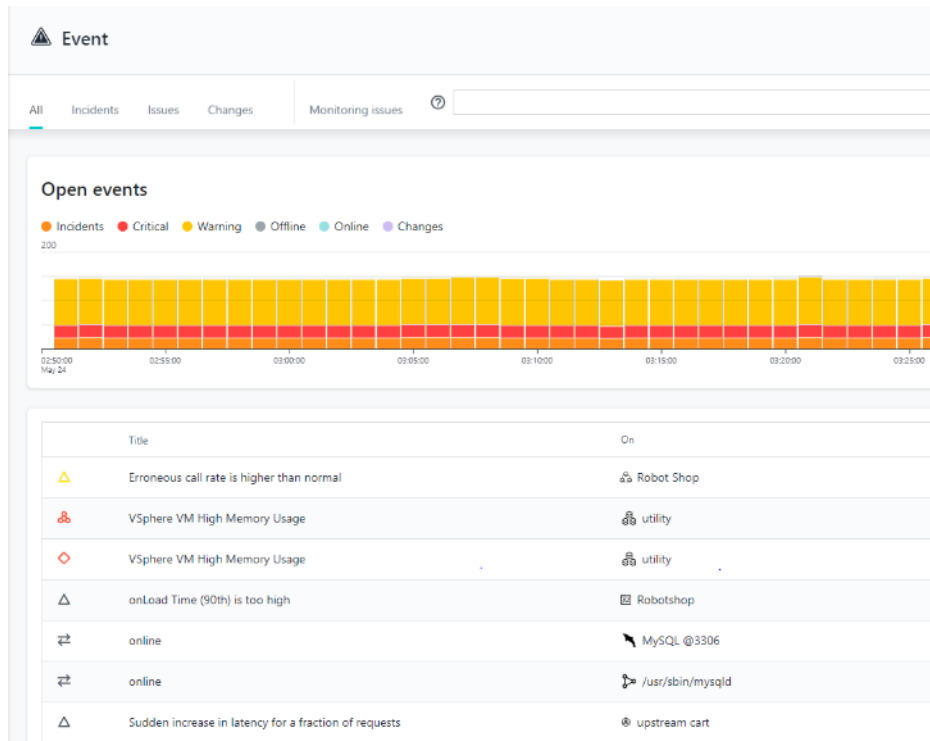 Event
All Incidents Issues Changes Monitoring issues
Open events
Incidents Critical Warning Offline Online Changes
200
02:50:00 02:55:00 03:00:00 03:05:00 03:10:00 03:15:00 03:20:00 03:25:00
May 24
Title On
Erroneous call rate is higher than normal Robot Shop
VSphere VM High Memory Usage utility
VSphere VM High Memory Usage utility
onLoad Time (90th) is too high Robotshop
online MySQL @3306
online /usr/sbin/mysqld
Sudden increase in latency for a fraction of requests upstream cart